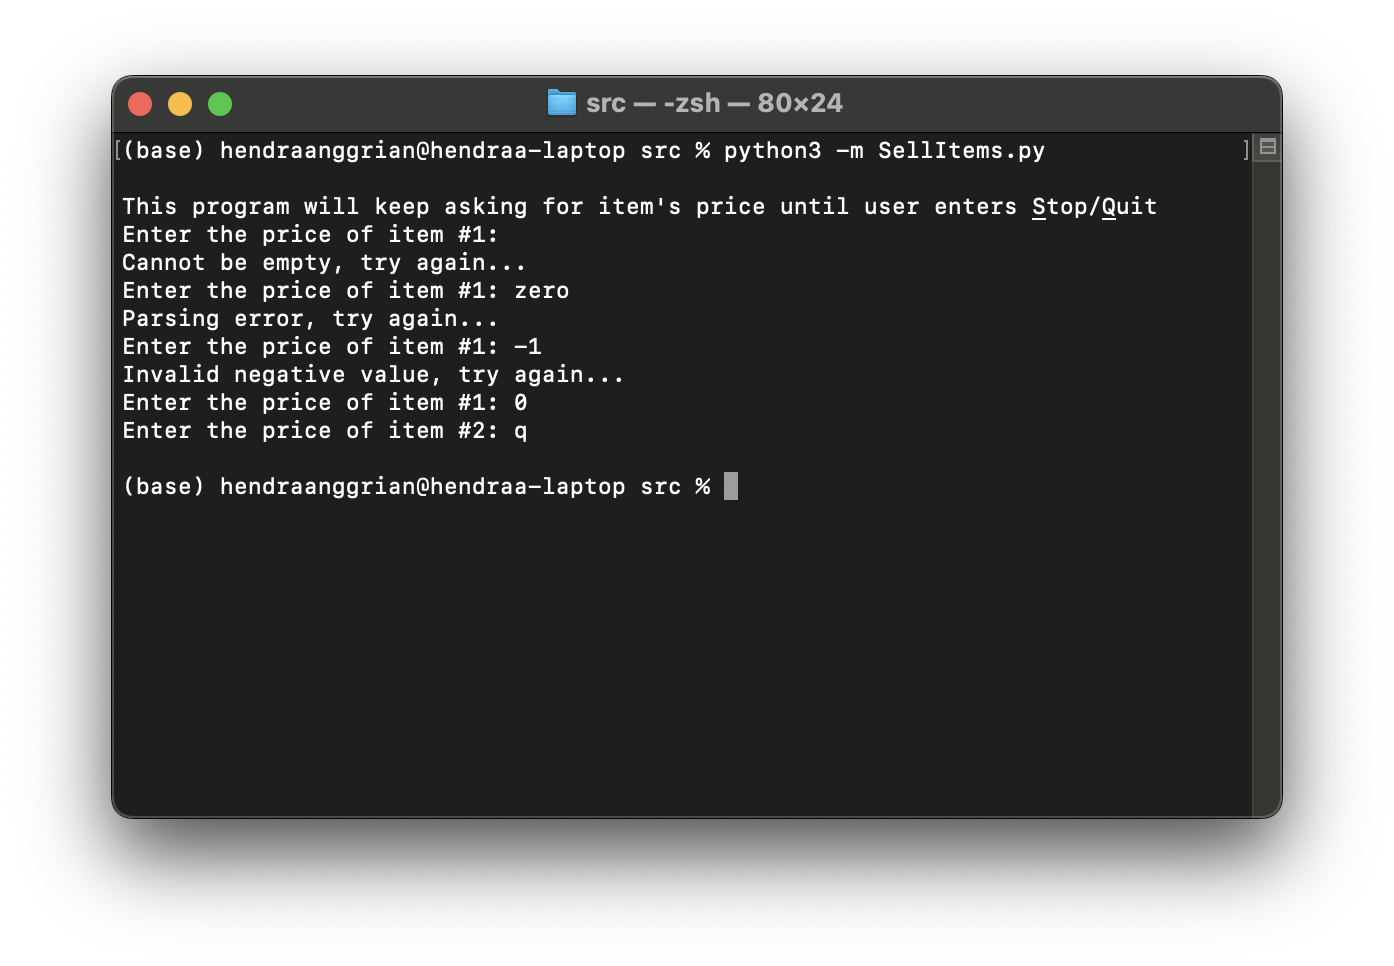 src — -zsh — 80×24
[(base) hendraanggrian@hendraa-laptop src % python3 -m SellItems.py ]
This program will keep asking for item's price until user enters Stop/Quit
Enter the price of item #1:
Cannot be empty, try again...
Enter the price of item #1: zero
Parsing error, try again...
Enter the price of item #1: -1
Invalid negative value, try again...
Enter the price of item #1: 0
Enter the price of item #2: q
(base) hendraanggrian@hendraa-laptop src %